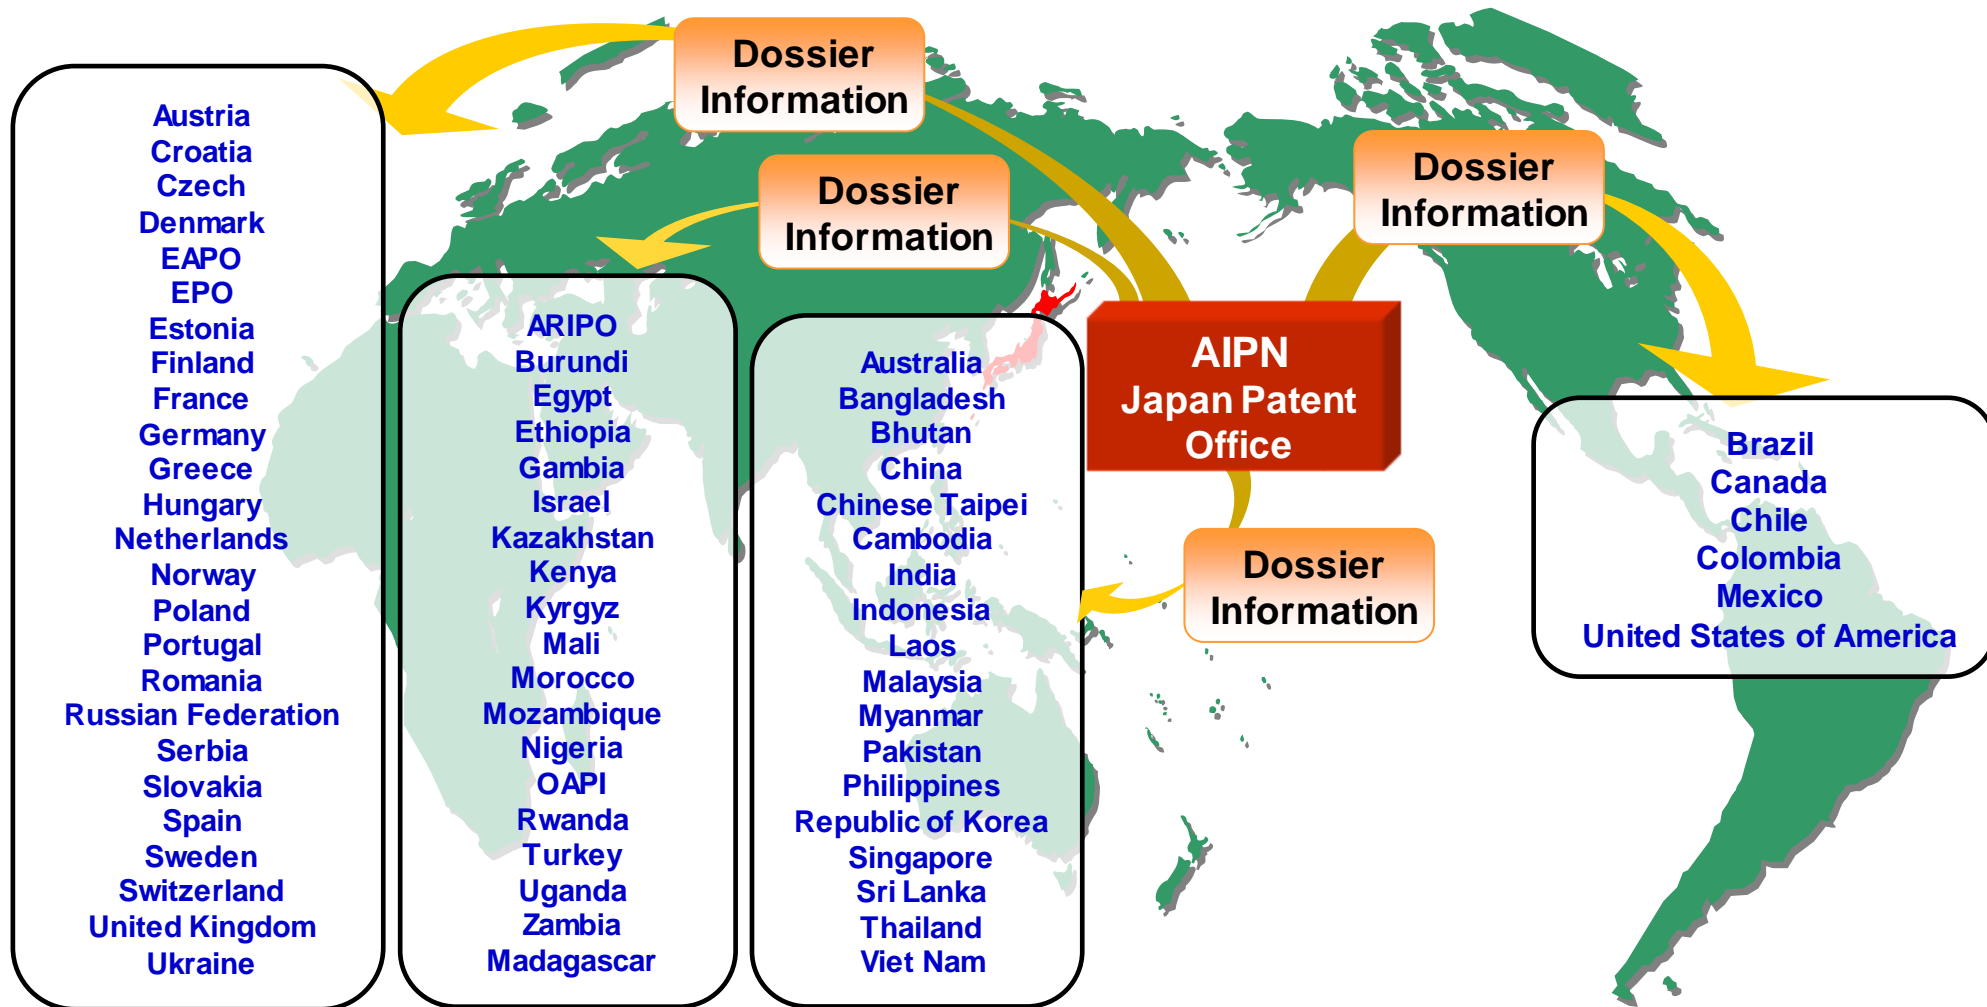 Dossier
Information
Dossier
Information
Dossier
Information
Austria
Croatia
Czech
Denmark
EAPO
EPO
Estonia
Finland
France
Germany
Greece
Hungary
Netherlands
Norway
Poland
Portugal
Romania
Russian Federation
Serbia
Slovakia
Spain
Sweden
Switzerland
United Kingdom
Ukraine
ARIPO
Burundi
Egypt
Ethiopia
Gambia
Israel
Kazakhstan
Kenya
Kyrgyz
Mali
Morocco
Mozambique
Nigeria
OAPI
Rwanda
Turkey
Uganda
Zambia
Madagascar
Australia
Bangladesh
Bhutan
China
Chinese Taipei
Cambodia
India
Indonesia
Laos
Malaysia
Myanmar
Pakistan
Philippines
Republic of Korea
Singapore
Sri Lanka
Thailand
Viet Nam
AIPN
Japan Patent
Office
Dossier
Information
Brazil
Canada
Chile
Colombia
Mexico
United States of America